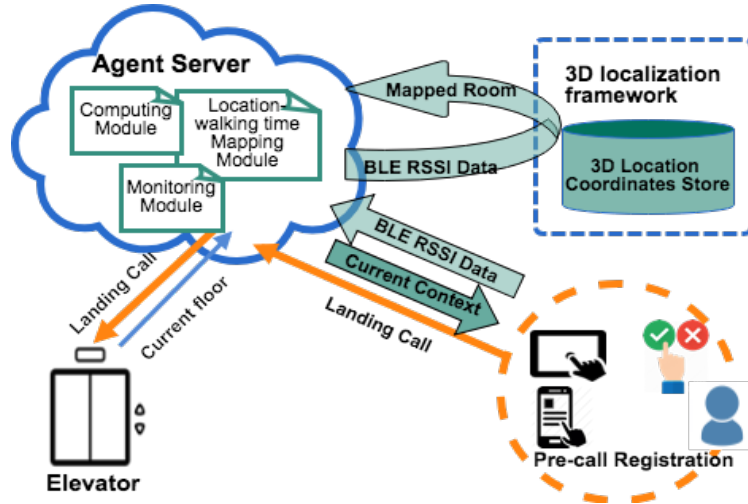 Agent Server
Computing
Module
Location-
walking time
Mapping
Module
Monitoring
Module
Mapped Room
BLE RSSI Data
3D localization
framework
3D Location
Coordinates Store
BLE RSSI Data
Current Context
Landing Call
Landing Call
Current floor
Elevator
Pre-call Registration